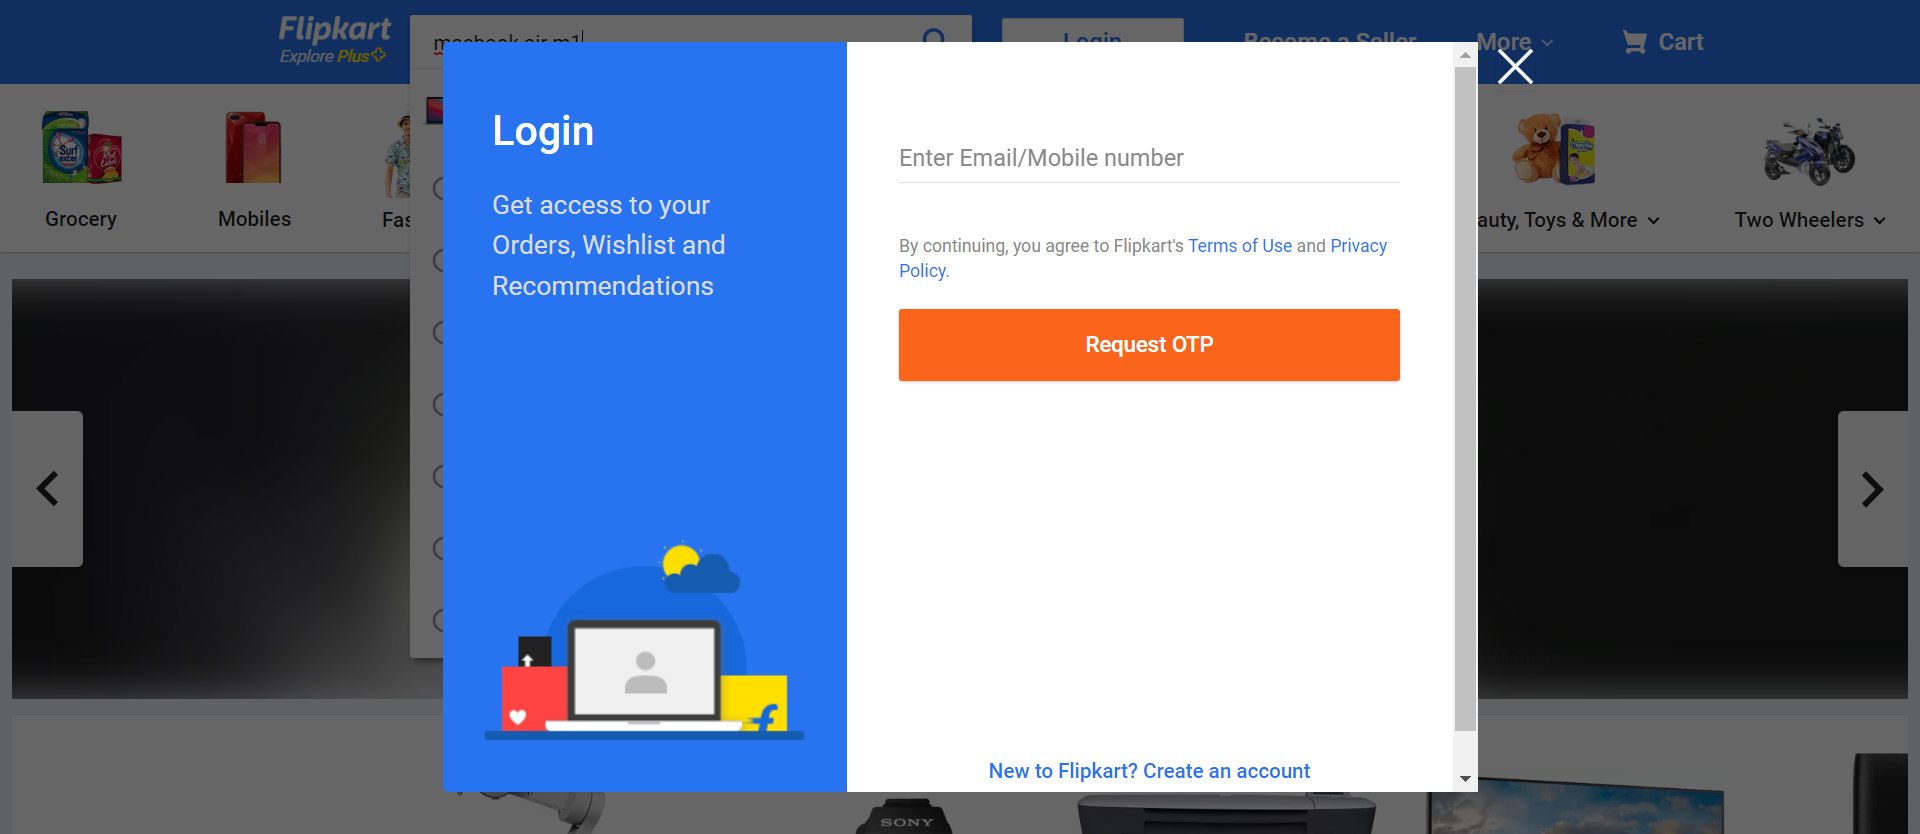 Flipkart
Explore Plus
macbook air m1
Login
Become a Seller
More
Cart
Grocery
Mobiles
auty, Toys & More
Two Wheelers
Login
Get access to your
Orders, Wishlist and
Recommendations
Enter Email/Mobile number
By continuing, you agree to Flipkart's Terms of Use and Privacy
Policy.
Request OTP
New to Flipkart? Create an account
Surf
excel
SONY